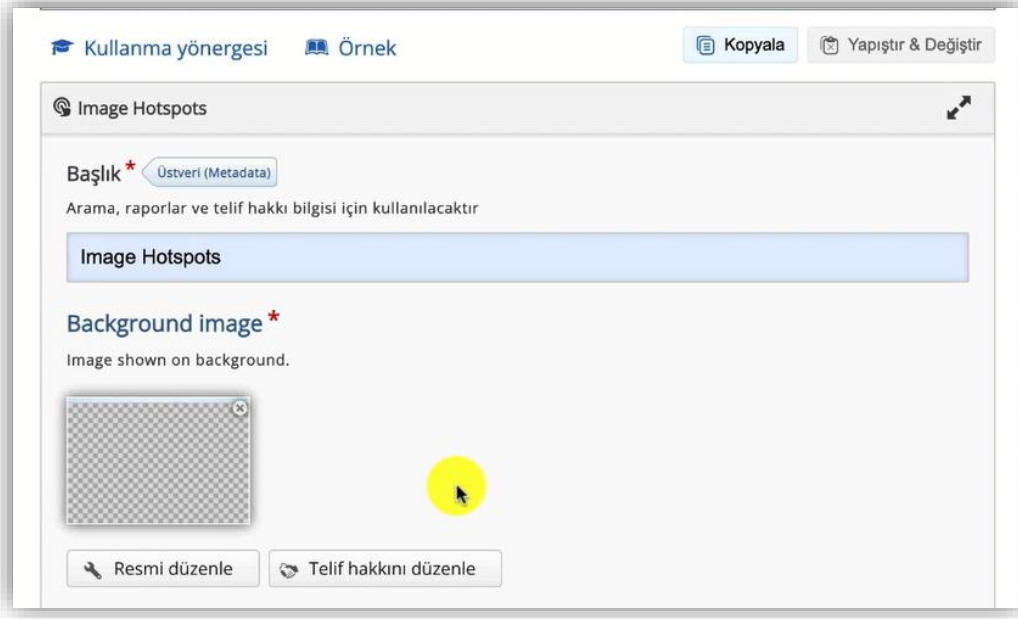 Kullanma yönergesi Örnek Kopyala Yapıştır & Değiştir
Image Hotspots
Başlık * Üstveri (Metadata)
Arama, raporlar ve telif hakkı bilgisi için kullanılacaktır
Image Hotspots
Background image *
Image shown on background.
Resmi düzenle Telif hakkını düzenle